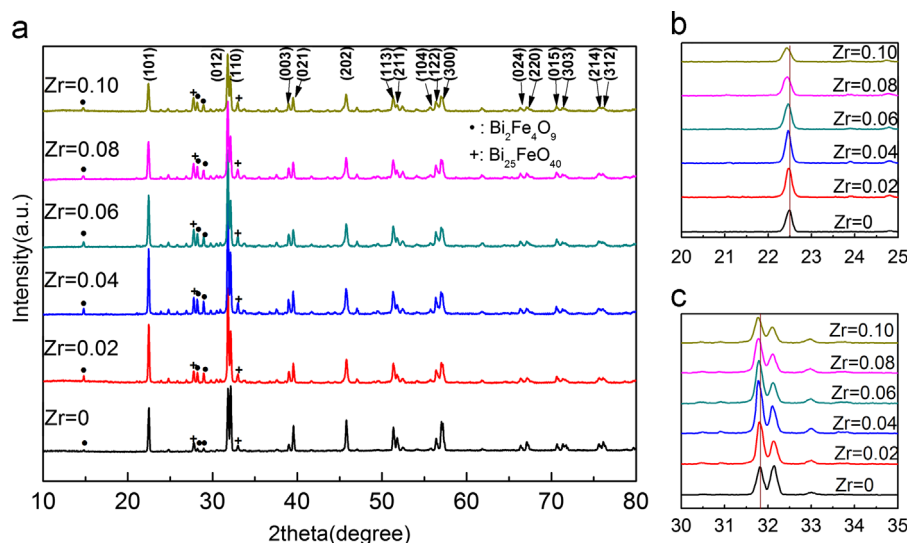 a
(101)
(012)
(110)
(003)
(021)
(202)
(113)
(211)
(104)
(122)
(300)
(024)
(220)
(015)
(303)
(214)
(312)
Zr=0.10
Zr=0.08
Zr=0.06
Zr=0.04
Zr=0.02
Zr=0
• : Bi₂Fe₄O₉
+: Bi₂₅FeO₄₀
Intensity(a.u.)
10 20 30 40 50 60 70 80
2theta(degree)
b
Zr=0.10
Zr=0.08
Zr=0.06
Zr=0.04
Zr=0.02
Zr=0
20 21 22 23 24 25
c
Zr=0.10
Zr=0.08
Zr=0.06
Zr=0.04
Zr=0.02
Zr=0
30 31 32 33 34 35